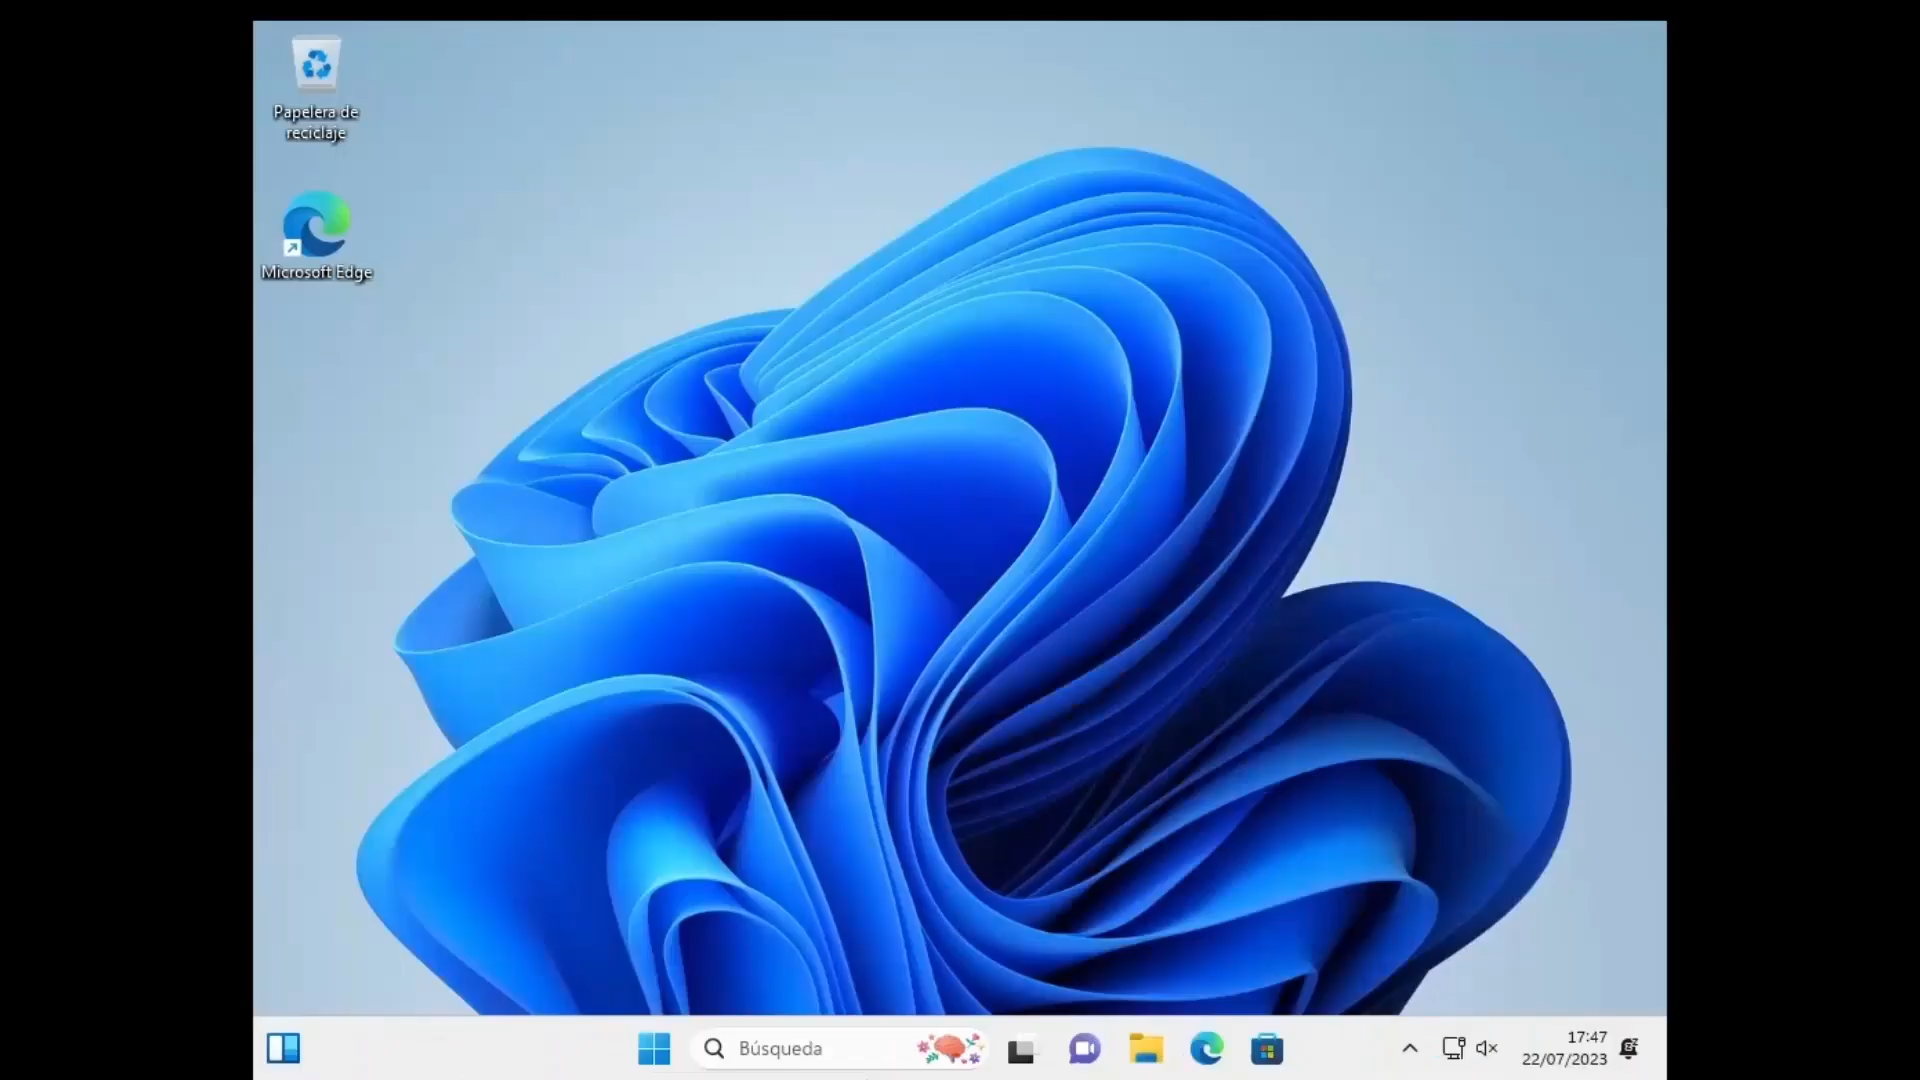 Papelera de
reciclaje
Microsoft Edge
Búsqueda
17:47
22/07/2023